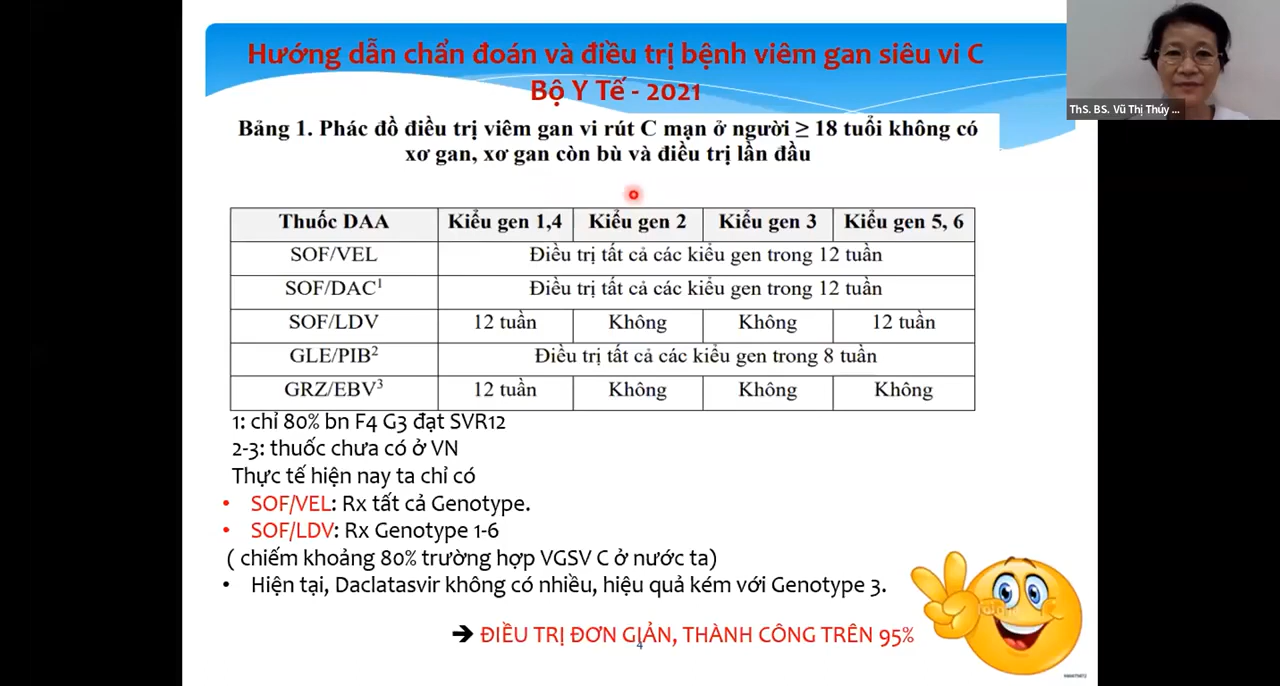 Hướng dẫn chẩn đoán và điều trị bệnh viêm gan siêu vi C
Bộ Y Tế - 2021
ThS. BS. Vũ Thị Thúy ...
Bảng 1. Phác đồ điều trị viêm gan vi rút C mạn ở người ≥ 18 tuổi không có
xơ gan, xơ gan còn bù và điều trị lần đầu
Thuốc DAA Kiểu gen 1,4 Kiểu gen 2 Kiểu gen 3 Kiểu gen 5, 6
SOF/VEL Điều trị tất cả các kiểu gen trong 12 tuần
SOF/DAC¹ Điều trị tất cả các kiểu gen trong 12 tuần
SOF/LDV 12 tuần Không Không 12 tuần
GLE/PIB² Điều trị tất cả các kiểu gen trong 8 tuần
GRZ/EBV³ 12 tuần Không Không Không
1: chỉ 80% bn F4 G3 đạt SVR12
2-3: thuốc chưa có ở VN
Thực tế hiện nay ta chỉ có
• SOF/VEL: Rx tất cả Genotype.
• SOF/LDV: Rx Genotype 1-6
( chiếm khoảng 80% trường hợp VGSV C ở nước ta)
• Hiện tại, Daclatasvir không có nhiều, hiệu quả kém với Genotype 3.
➔ ĐIỀU TRỊ ĐƠN GIẢN, THÀNH CÔNG TRÊN 95%
4